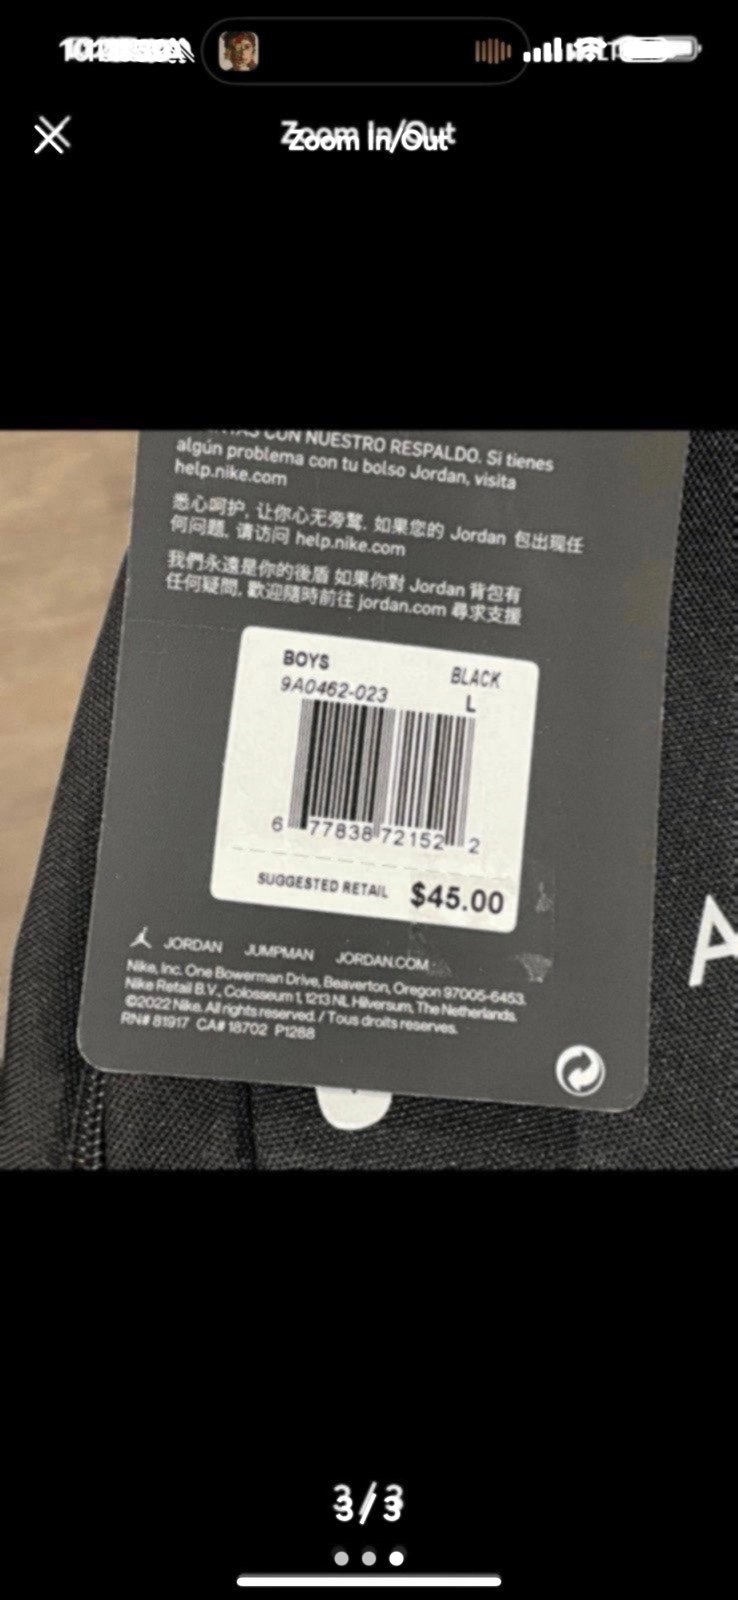 Zoom In/Out
CON NUESTRO RESPALDO. Si tienes
algún problema con tu bolso Jordan, visita
help.nike.com
悉心呵护, 让你心无旁骛. 如果您的 Jordan 包出现任
何问题, 请访问 help.nike.com
我們永遠是你的後盾 如果你對 Jordan 背包有
任何疑問, 歡迎隨時前往 jordan.com 尋求支援
BOYS BLACK
9A0462-023 L
6 77838 72152 2
SUGGESTED RETAIL $45.00
JORDAN JUMPMAN JORDAN.COM
Nike, Inc. One Bowerman Drive, Beaverton, Oregon 97005-6453.
Nike Retail B.V., Colosseum 1, 1213 NL Hilversum, The Netherlands.
©2022 Nike. All rights reserved. / Tous droits reserves.
RN# 81917 CA# 18702 P1288
A
3/3